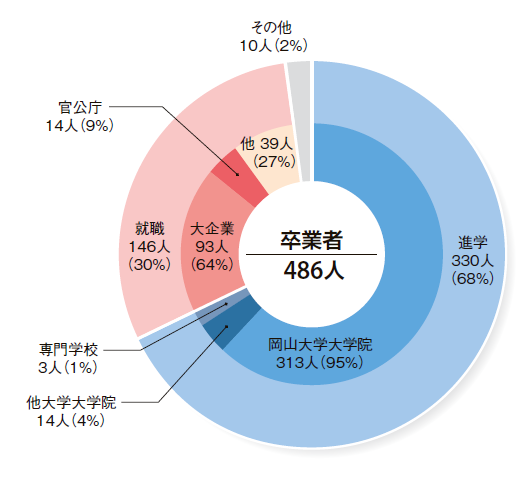 その他
10人(2%)
官公庁
14人(9%)
他 39人
(27%)
就職
146人
(30%)
大企業
93人
(64%)
卒業者
486人
進学
330人
(68%)
岡山大学大学院
313人(95%)
専門学校
3人(1%)
他大学大学院
14人(4%)